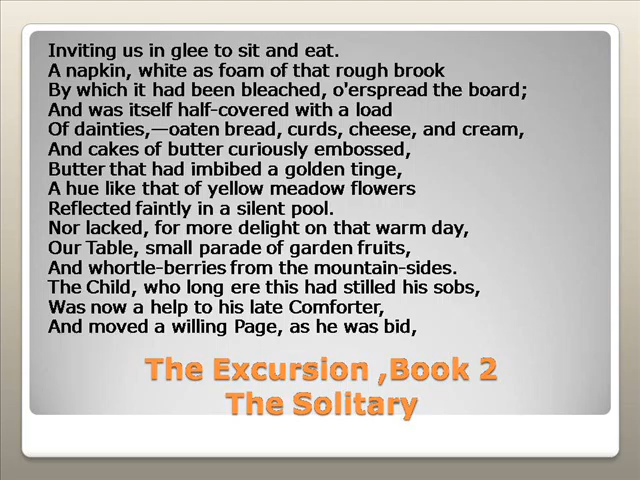 Inviting us in glee to sit and eat.
A napkin, white as foam of that rough brook
By which it had been bleached, o'erspread the board;
And was itself half-covered with a load
Of dainties,—oaten bread, curds, cheese, and cream,
And cakes of butter curiously embossed,
Butter that had imbibed a golden tinge,
A hue like that of yellow meadow flowers
Reflected faintly in a silent pool.
Nor lacked, for more delight on that warm day,
Our Table, small parade of garden fruits,
And whortle-berries from the mountain-sides.
The Child, who long ere this had stilled his sobs,
Was now a help to his late Comforter,
And moved a willing Page, as he was bid,
The Excursion ,Book 2
The Solitary